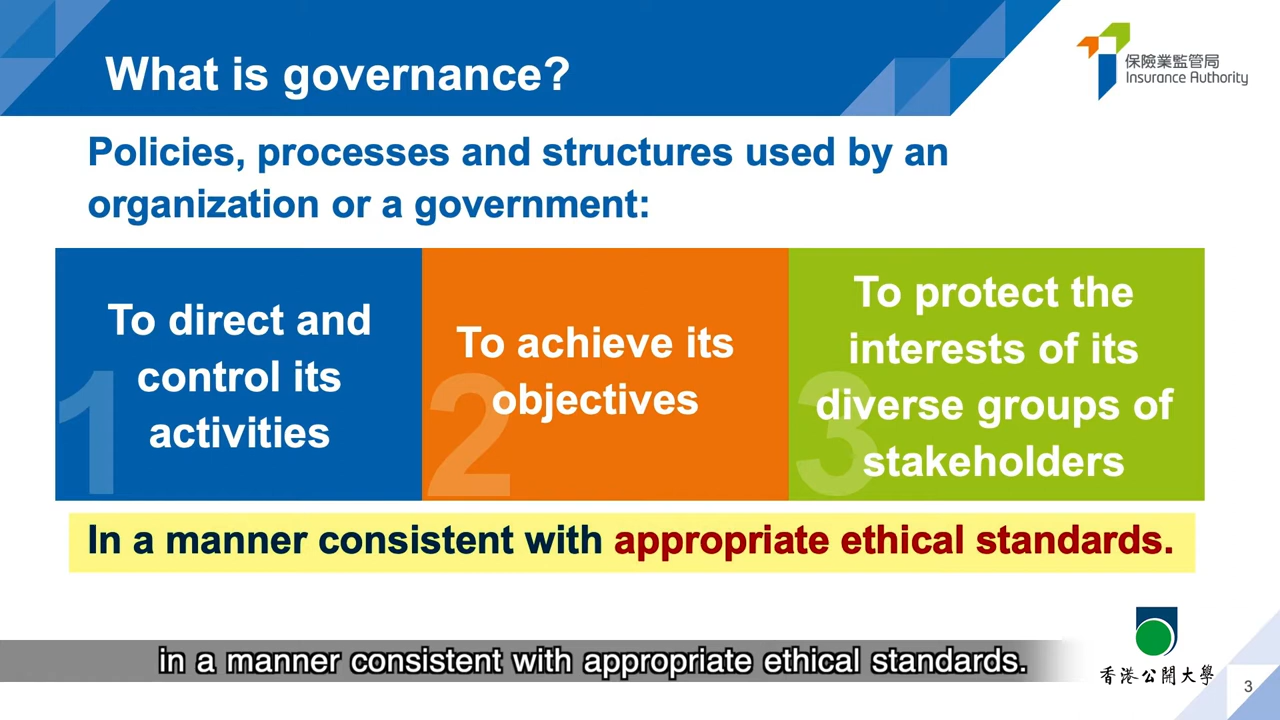 What is governance?
保險業監管局
Insurance Authority
Policies, processes and structures used by an
organization or a government:
1
To direct and
control its
activities
2
To achieve its
objectives
3
To protect the
interests of its
diverse groups of
stakeholders
In a manner consistent with appropriate ethical standards.
in a manner consistent with appropriate ethical standards.
香港公開大學
3